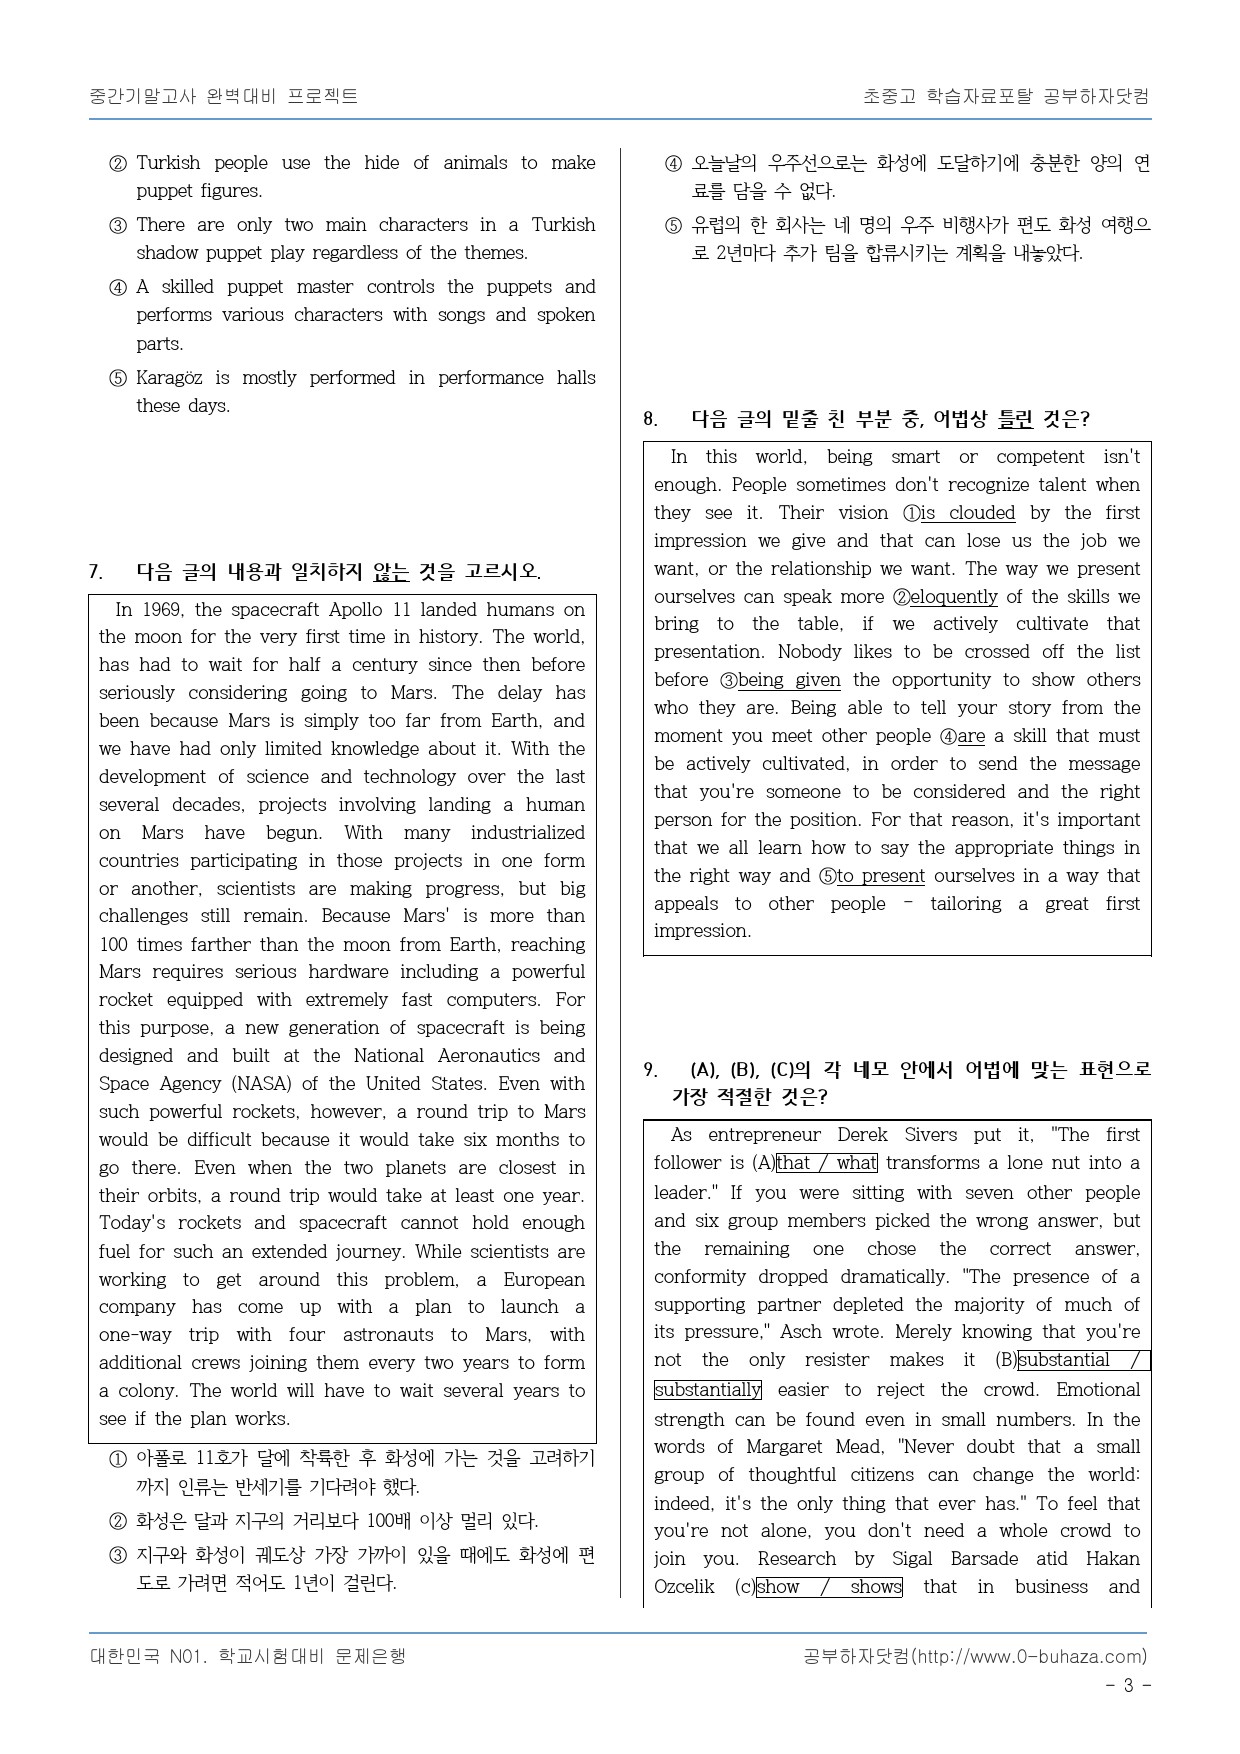 중간기말고사 완벽대비 프로젝트
초중고 학습자료포탈 공부하자닷컴
② Turkish people use the hide of animals to make
puppet figures.
③ There are only two main characters in a Turkish
shadow puppet play regardless of the themes.
④ A skilled puppet master controls the puppets and
performs various characters with songs and spoken
parts.
⑤ Karagöz is mostly performed in performance halls
these days.
7. 다음 글의 내용과 일치하지 않는 것을 고르시오.
In 1969, the spacecraft Apollo 11 landed humans on
the moon for the very first time in history. The world,
has had to wait for half a century since then before
seriously considering going to Mars. The delay has
been because Mars is simply too far from Earth, and
we have had only limited knowledge about it. With the
development of science and technology over the last
several decades, projects involving landing a human
on Mars have begun. With many industrialized
countries participating in those projects in one form
or another, scientists are making progress, but big
challenges still remain. Because Mars' is more than
100 times farther than the moon from Earth, reaching
Mars requires serious hardware including a powerful
rocket equipped with extremely fast computers. For
this purpose, a new generation of spacecraft is being
designed and built at the National Aeronautics and
Space Agency (NASA) of the United States. Even with
such powerful rockets, however, a round trip to Mars
would be difficult because it would take six months to
go there. Even when the two planets are closest in
their orbits, a round trip would take at least one year.
Today's rockets and spacecraft cannot hold enough
fuel for such an extended journey. While scientists are
working to get around this problem, a European
company has come up with a plan to launch a
one-way trip with four astronauts to Mars, with
additional crews joining them every two years to form
a colony. The world will have to wait several years to
see if the plan works.
① 아폴로 11호가 달에 착륙한 후 화성에 가는 것을 고려하기
까지 인류는 반세기를 기다려야 했다.
② 화성은 달과 지구의 거리보다 100배 이상 멀리 있다.
③ 지구와 화성이 궤도상 가장 가까이 있을 때에도 화성에 편
도로 가려면 적어도 1년이 걸린다.
④ 오늘날의 우주선으로는 화성에 도달하기에 충분한 양의 연
료를 담을 수 없다.
⑤ 유럽의 한 회사는 네 명의 우주 비행사가 편도 화성 여행으
로 2년마다 추가 팀을 합류시키는 계획을 내놓았다.
8. 다음 글의 밑줄 친 부분 중, 어법상 틀린 것은?
In this world, being smart or competent isn't
enough. People sometimes don't recognize talent when
they see it. Their vision ①is clouded by the first
impression we give and that can lose us the job we
want, or the relationship we want. The way we present
ourselves can speak more ②eloquently of the skills we
bring to the table, if we actively cultivate that
presentation. Nobody likes to be crossed off the list
before ③being given the opportunity to show others
who they are. Being able to tell your story from the
moment you meet other people ④are a skill that must
be actively cultivated, in order to send the message
that you're someone to be considered and the right
person for the position. For that reason, it's important
that we all learn how to say the appropriate things in
the right way and ⑤to present ourselves in a way that
appeals to other people - tailoring a great first
impression.
9. (A), (B), (C)의 각 네모 안에서 어법에 맞는 표현으로
가장 적절한 것은?
As entrepreneur Derek Sivers put it, "The first
follower is (A)that / what transforms a lone nut into a
leader." If you were sitting with seven other people
and six group members picked the wrong answer, but
the remaining one chose the correct answer,
conformity dropped dramatically. "The presence of a
supporting partner depleted the majority of much of
its pressure," Asch wrote. Merely knowing that you're
not the only resister makes it (B)substantial /
substantially easier to reject the crowd. Emotional
strength can be found even in small numbers. In the
words of Margaret Mead, "Never doubt that a small
group of thoughtful citizens can change the world:
indeed, it's the only thing that ever has." To feel that
you're not alone, you don't need a whole crowd to
join you. Research by Sigal Barsade atid Hakan
Ozcelik (c)show / shows that in business and
대한민국 N01. 학교시험대비 문제은행
공부하자닷컴(http://www.0-buhaza.com)
- 3 -